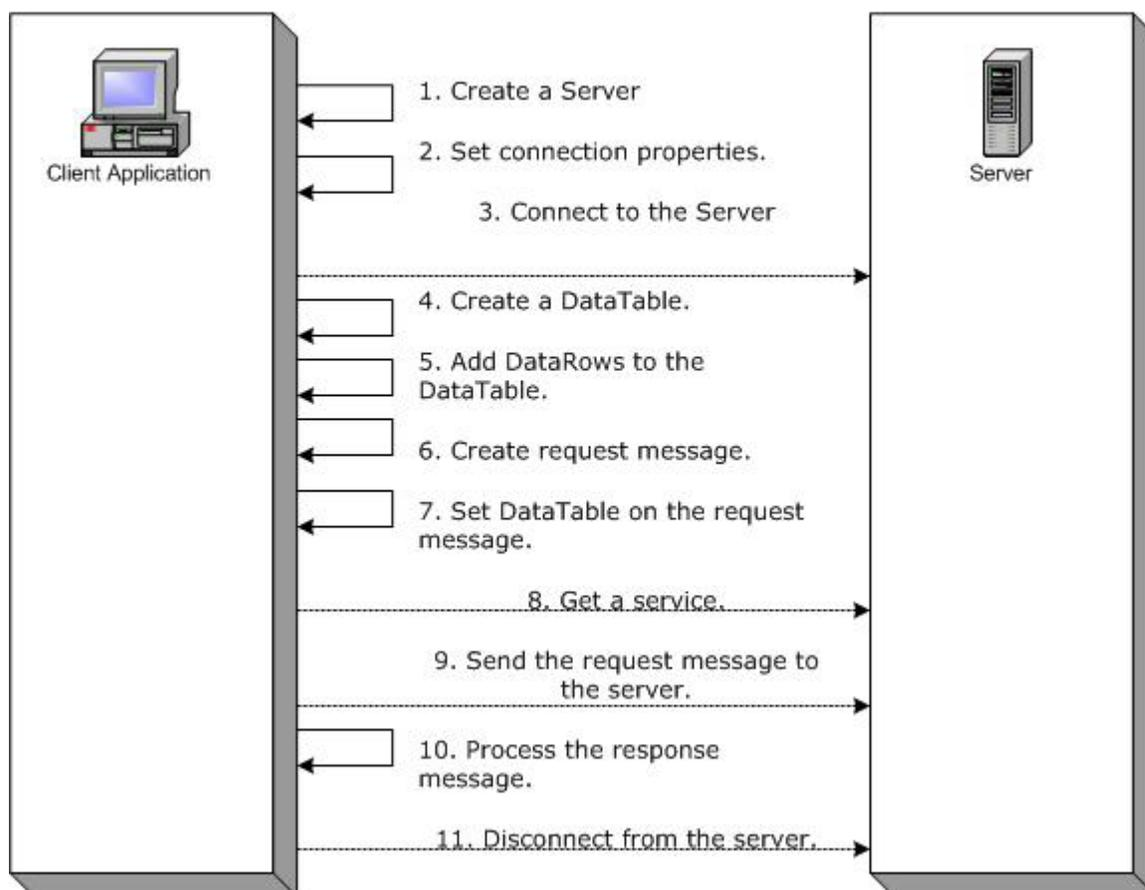 Client Application
Server
1. Create a Server
2. Set connection properties.
3. Connect to the Server
4. Create a DataTable.
5. Add DataRows to the
DataTable.
6. Create request message.
7. Set DataTable on the request
message.
8. Get a service.
9. Send the request message to
the server.
10. Process the response
message.
11. Disconnect from the server.